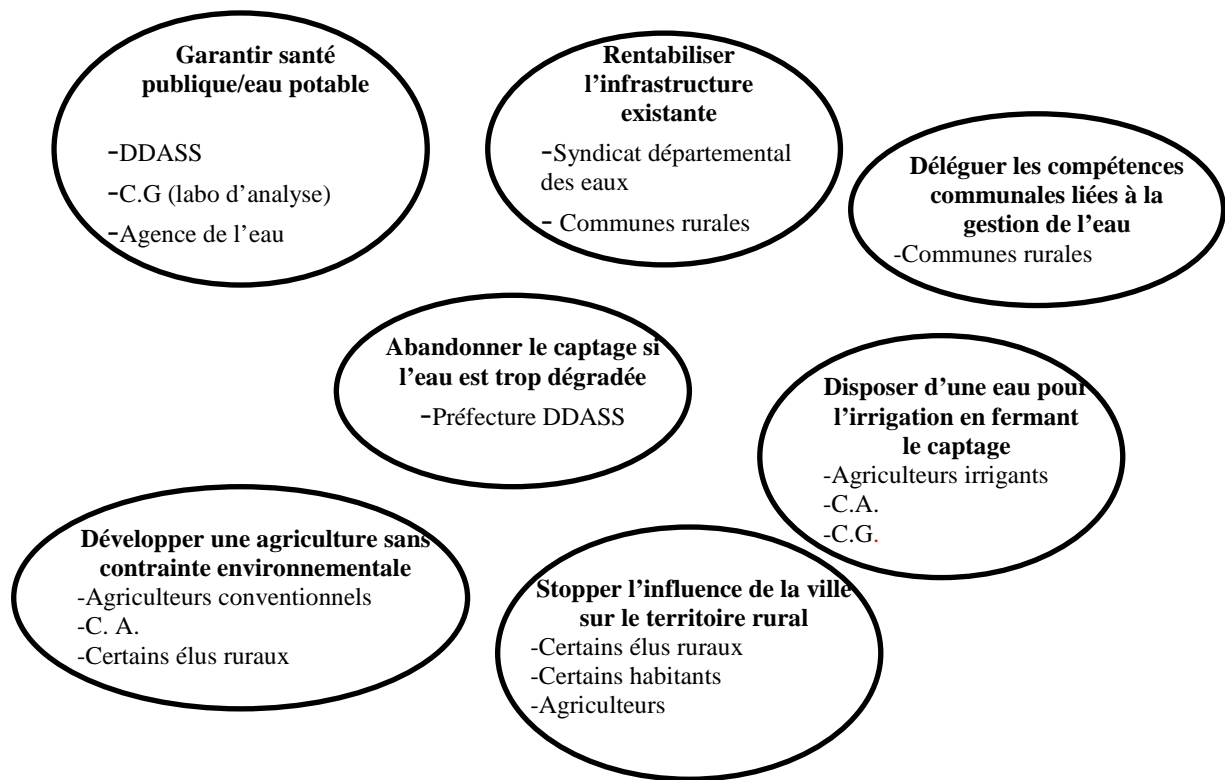 Garantir santé
publique/eau potable
-DDASS
-C.G (labo d’analyse)
-Agence de l’eau
Rentabiliser
l’infrastructure
existante
-Syndicat départemental
des eaux
- Communes rurales
Déléguer les compétences
communales liées à la
gestion de l’eau
-Communes rurales
Abandonner le captage si
l’eau est trop dégradée
-Préfecture DDASS
Disposer d’une eau pour
l’irrigation en fermant
le captage
-Agriculteurs irrigants
-C.A.
-C.G.
Développer une agriculture sans
contrainte environnementale
-Agriculteurs conventionnels
-C. A.
-Certains élus ruraux
Stopper l’influence de la ville
sur le territoire rural
-Certains élus ruraux
-Certains habitants
-Agriculteurs